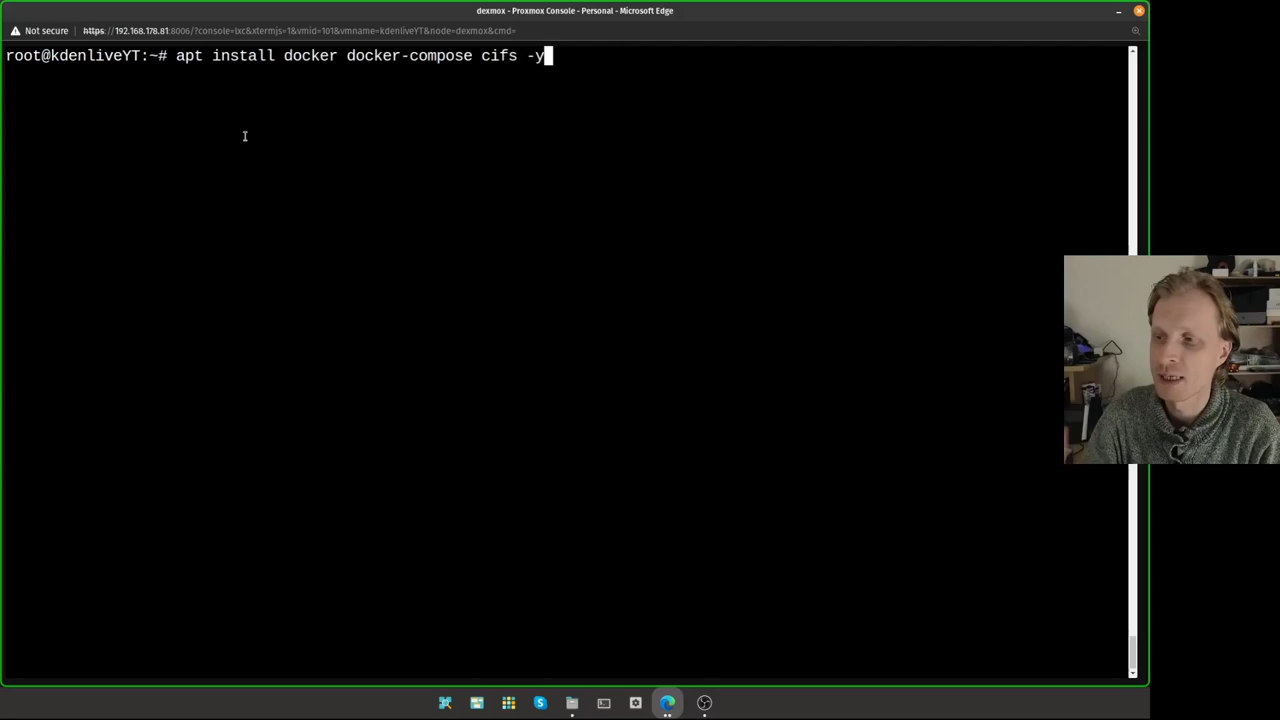 dexmox - Proxmox Console - Personal - Microsoft Edge
Not secure | https://192.168.178.81:8006/?console=lxc&xtermjs=1&vmid=101&vmname=kdenliveYT&node=dexmox&cmd=
root@kdenliveYT:~# apt install docker docker-compose cifs -y